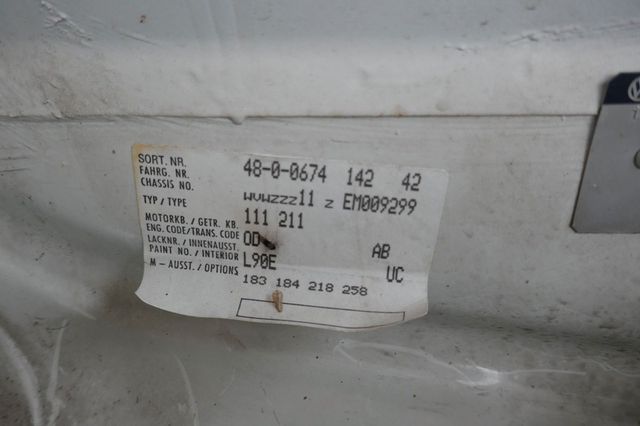 SORT. NR. 48-0-0674 142 42
FAHRG. NR.
CHASSIS NO. WVWZZZ11 Z EM009299
TYP / TYPE 111 211
MOTORKB. / GETR. KB.
ENG. CODE/TRANS. CODE OD AB
LACKNR. / INNENAUSST.
PAINT NO. / INTERIOR L90E UC
M - AUSST. / OPTIONS 183 184 218 258